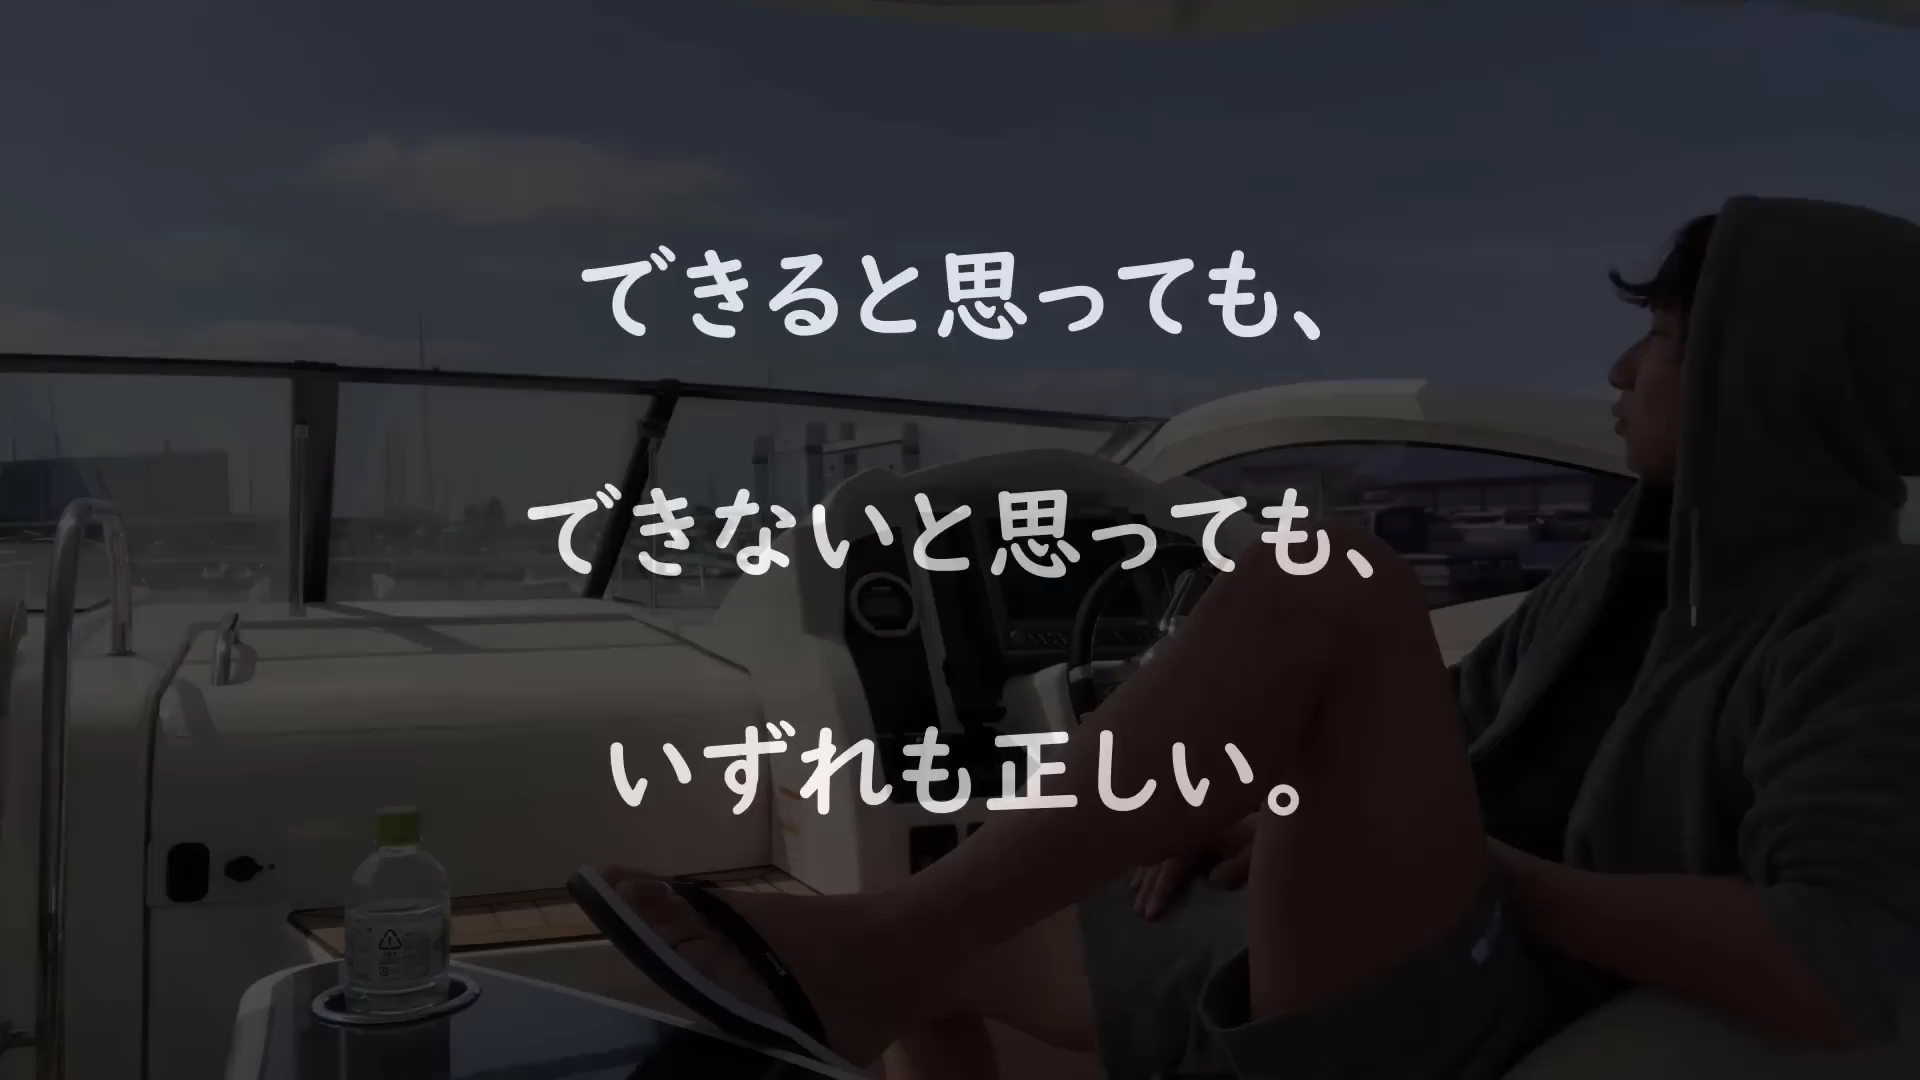 できると思っても、
できないと思っても、
いずれも正しい。